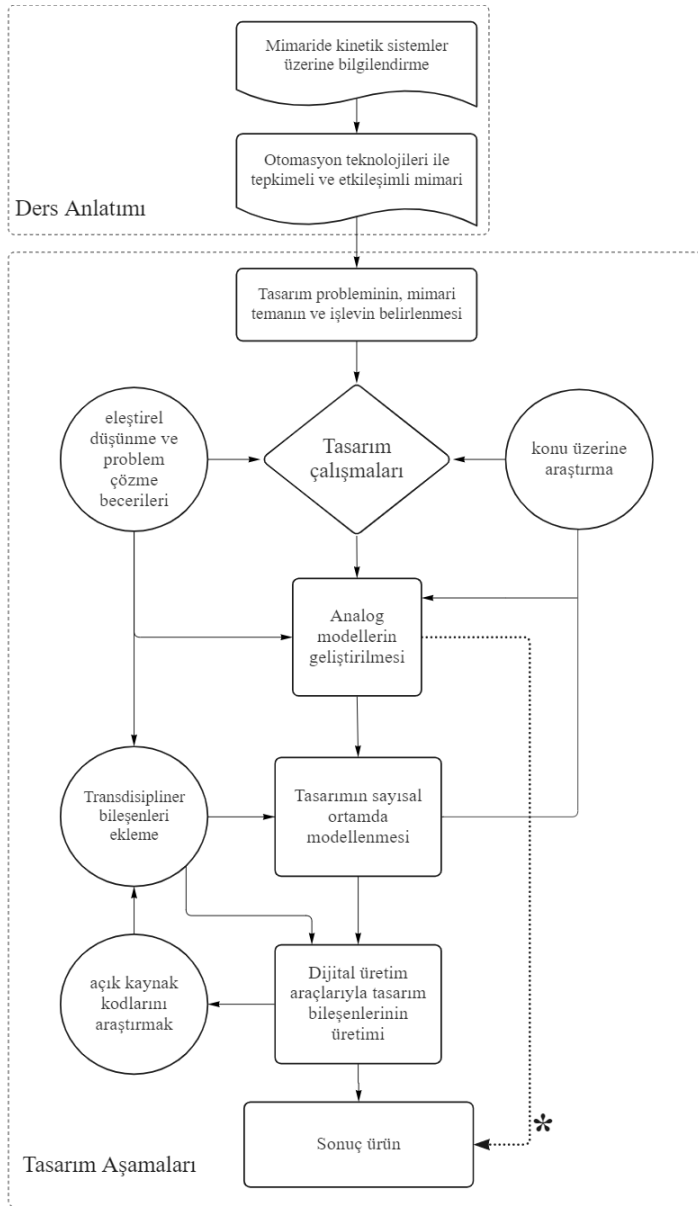 Mimaride kinetik sistemler
üzerine bilgilendirme
Otomasyon teknolojileri ile
tepkimeli ve etkileşimli mimari
Ders Anlatımı
Tasarım probleminin, mimari
temanın ve işlevin belirlenmesi
eleştirel
düşünme ve
problem
çözme
becerileri
Tasarım
çalışmaları
konu üzerine
araştırma
Analog
modellerin
geliştirilmesi
Transdisipliner
bileşenleri
ekleme
Tasarımın sayısal
ortamda
modellenmesi
açık kaynak
kodlarını
araştırmak
Dijital üretim
araçlarıyla tasarım
bileşenlerinin
üretimi
Sonuç ürün
*
Tasarım Aşamaları